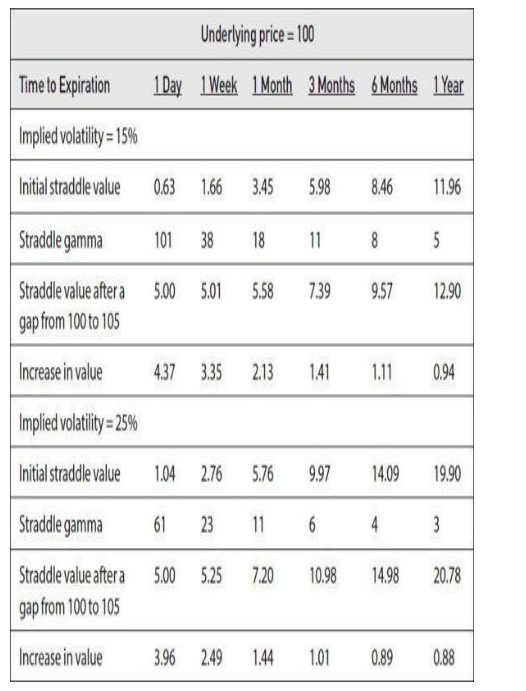 Underlying price = 100
Time to Expiration 1 Day 1 Week 1 Month 3 Months 6 Months 1 Year
Implied volatility = 15%
Initial straddle value 0.63 1.66 3.45 5.98 8.46 11.96
Straddle gamma 101 38 18 11 8 5
Straddle value after a 5.00 5.01 5.58 7.39 9.57 12.90
gap from 100 to 105
Increase in value 4.37 3.35 2.13 1.41 1.11 0.94
Implied volatility = 25%
Initial straddle value 1.04 2.76 5.76 9.97 14.09 19.90
Straddle gamma 61 23 11 6 4 3
Straddle value after a 5.00 5.25 7.20 10.98 14.98 20.78
gap from 100 to 105
Increase in value 3.96 2.49 1.44 1.01 0.89 0.88